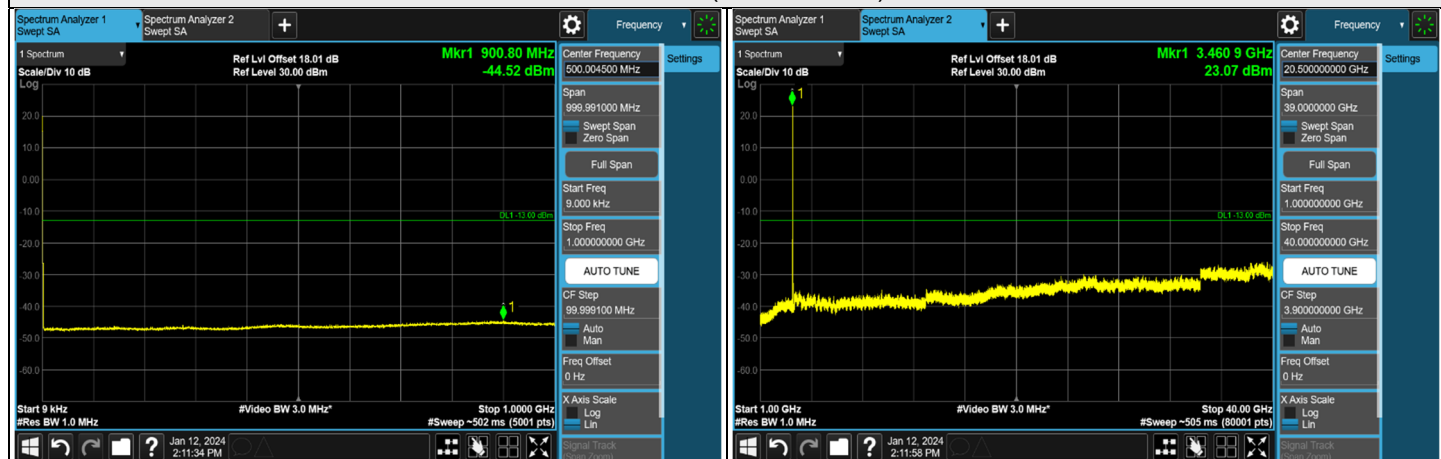 Spectrum Analyzer 1
Swept SA
Spectrum Analyzer 2
Swept SA
+
Frequency
1 Spectrum
Scale/Div 10 dB
Log
Ref Lvl Offset 18.01 dB
Ref Level 30.00 dBm
Mkr1 900.80 MHz
-44.52 dBm
20.0
10.0
0.00
-10.0
-20.0
-30.0
-40.0
-50.0
-60.0
DL1 -13.00 dBm
1
Start 9 kHz
#Res BW 1.0 MHz
#Video BW 3.0 MHz*
Stop 1.0000 GHz
#Sweep ~502 ms (5001 pts)
Center Frequency
500.004500 MHz
Settings
Span
999.991000 MHz
Swept Span
Zero Span
Full Span
Start Freq
9.000 kHz
Stop Freq
1.000000000 GHz
AUTO TUNE
CF Step
99.999100 MHz
Auto
Man
Freq Offset
0 Hz
X Axis Scale
Log
Lin
Signal Track
(Span Zoom)
?
Jan 12, 2024
2:11:34 PM
Spectrum Analyzer 1
Swept SA
Spectrum Analyzer 2
Swept SA
+
Frequency
1 Spectrum
Scale/Div 10 dB
Log
Ref Lvl Offset 18.01 dB
Ref Level 30.00 dBm
Mkr1 3.460 9 GHz
23.07 dBm
1
20.0
10.0
0.00
-10.0
-20.0
-30.0
-40.0
-50.0
-60.0
DL1 -13.00 dBm
Start 1.00 GHz
#Res BW 1.0 MHz
#Video BW 3.0 MHz*
Stop 40.00 GHz
#Sweep ~505 ms (80001 pts)
Center Frequency
20.500000000 GHz
Settings
Span
39.0000000 GHz
Swept Span
Zero Span
Full Span
Start Freq
1.000000000 GHz
Stop Freq
40.000000000 GHz
AUTO TUNE
CF Step
3.900000000 GHz
Auto
Man
Freq Offset
0 Hz
X Axis Scale
Log
Lin
Signal Track
(Span Zoom)
?
Jan 12, 2024
2:11:58 PM